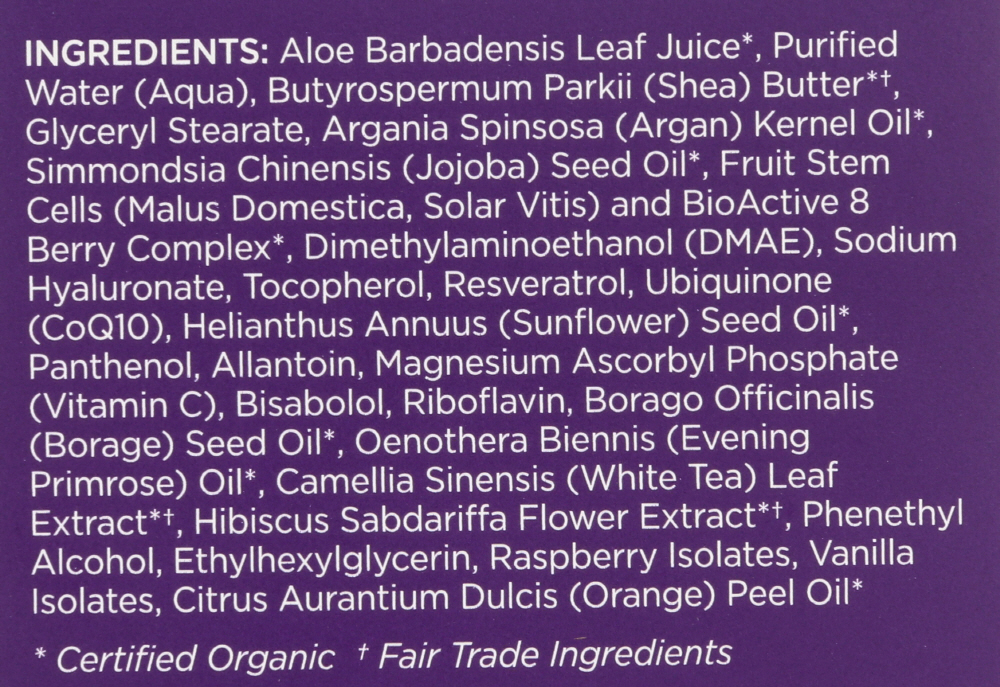 INGREDIENTS: Aloe Barbadensis Leaf Juice*, Purified
Water (Aqua), Butyrospermum Parkii (Shea) Butter*†,
Glyceryl Stearate, Argania Spinsosa (Argan) Kernel Oil*,
Simmondsia Chinensis (Jojoba) Seed Oil*, Fruit Stem
Cells (Malus Domestica, Solar Vitis) and BioActive 8
Berry Complex*, Dimethylaminoethanol (DMAE), Sodium
Hyaluronate, Tocopherol, Resveratrol, Ubiquinone
(CoQ10), Helianthus Annuus (Sunflower) Seed Oil*,
Panthenol, Allantoin, Magnesium Ascorbyl Phosphate
(Vitamin C), Bisabolol, Riboflavin, Borago Officinalis
(Borage) Seed Oil*, Oenothera Biennis (Evening
Primrose) Oil*, Camellia Sinensis (White Tea) Leaf
Extract*†, Hibiscus Sabdariffa Flower Extract*†, Phenethyl
Alcohol, Ethylhexylglycerin, Raspberry Isolates, Vanilla
Isolates, Citrus Aurantium Dulcis (Orange) Peel Oil*
* Certified Organic † Fair Trade Ingredients